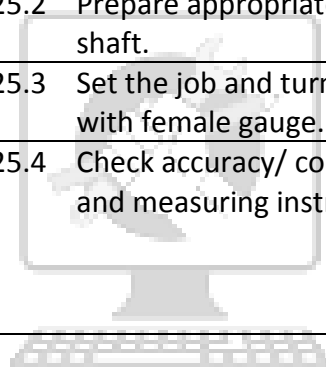 25.2 Prepare appropriat
shaft.
25.3 Set the job and turn
with female gauge.
25.4 Check accuracy/ co
and measuring instr